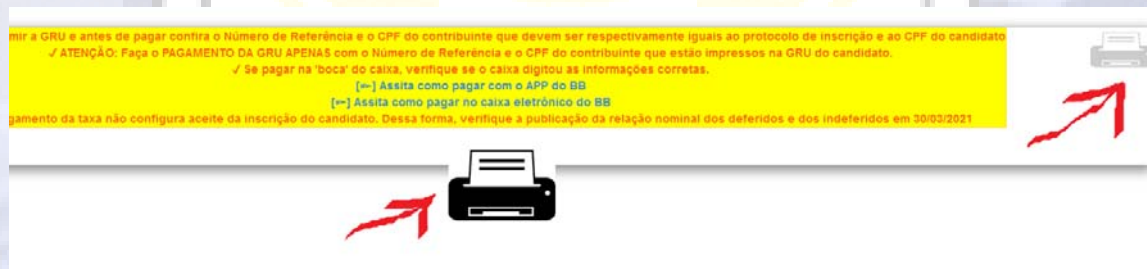 mir a GRU e antes de pagar confira o Número de Referência e o CPF do contribuinte que devem ser respectivamente iguais ao protocolo de inscrição e ao CPF do candidato
√ ATENÇÃO: Faça o PAGAMENTO DA GRU APENAS com o Número de Referência e o CPF do contribuinte que estão impressos na GRU do candidato.
√ Se pagar na 'boca' do caixa, verifique se o caixa digitou as informações corretas.
[✏] Assita como pagar com o APP do BB
[✏] Assita como pagar no caixa eletrônico do BB
gamento da taxa não configura aceite da inscrição do candidato. Dessa forma, verifique a publicação da relação nominal dos deferidos e dos indeferidos em 30/03/2021